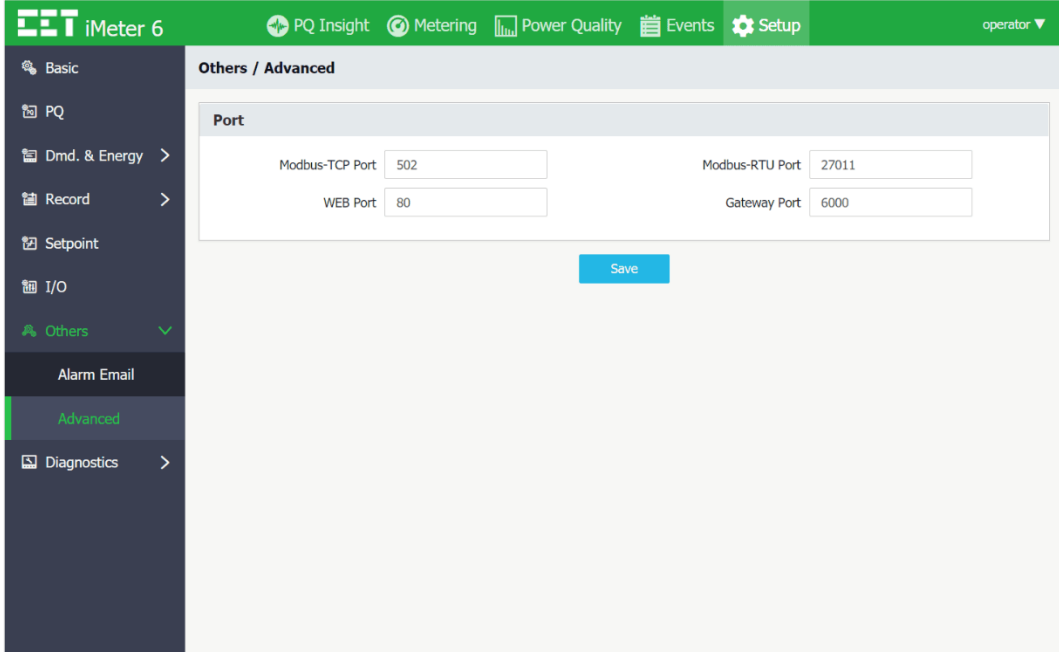 CET iMeter 6
PQ Insight Metering Power Quality Events Setup operator ▼
Basic
PQ
Dmd. & Energy
Record
Setpoint
I/O
Others
Alarm Email
Advanced
Diagnostics
Others / Advanced
Port
Modbus-TCP Port 502 Modbus-RTU Port 27011
WEB Port 80 Gateway Port 6000
Save